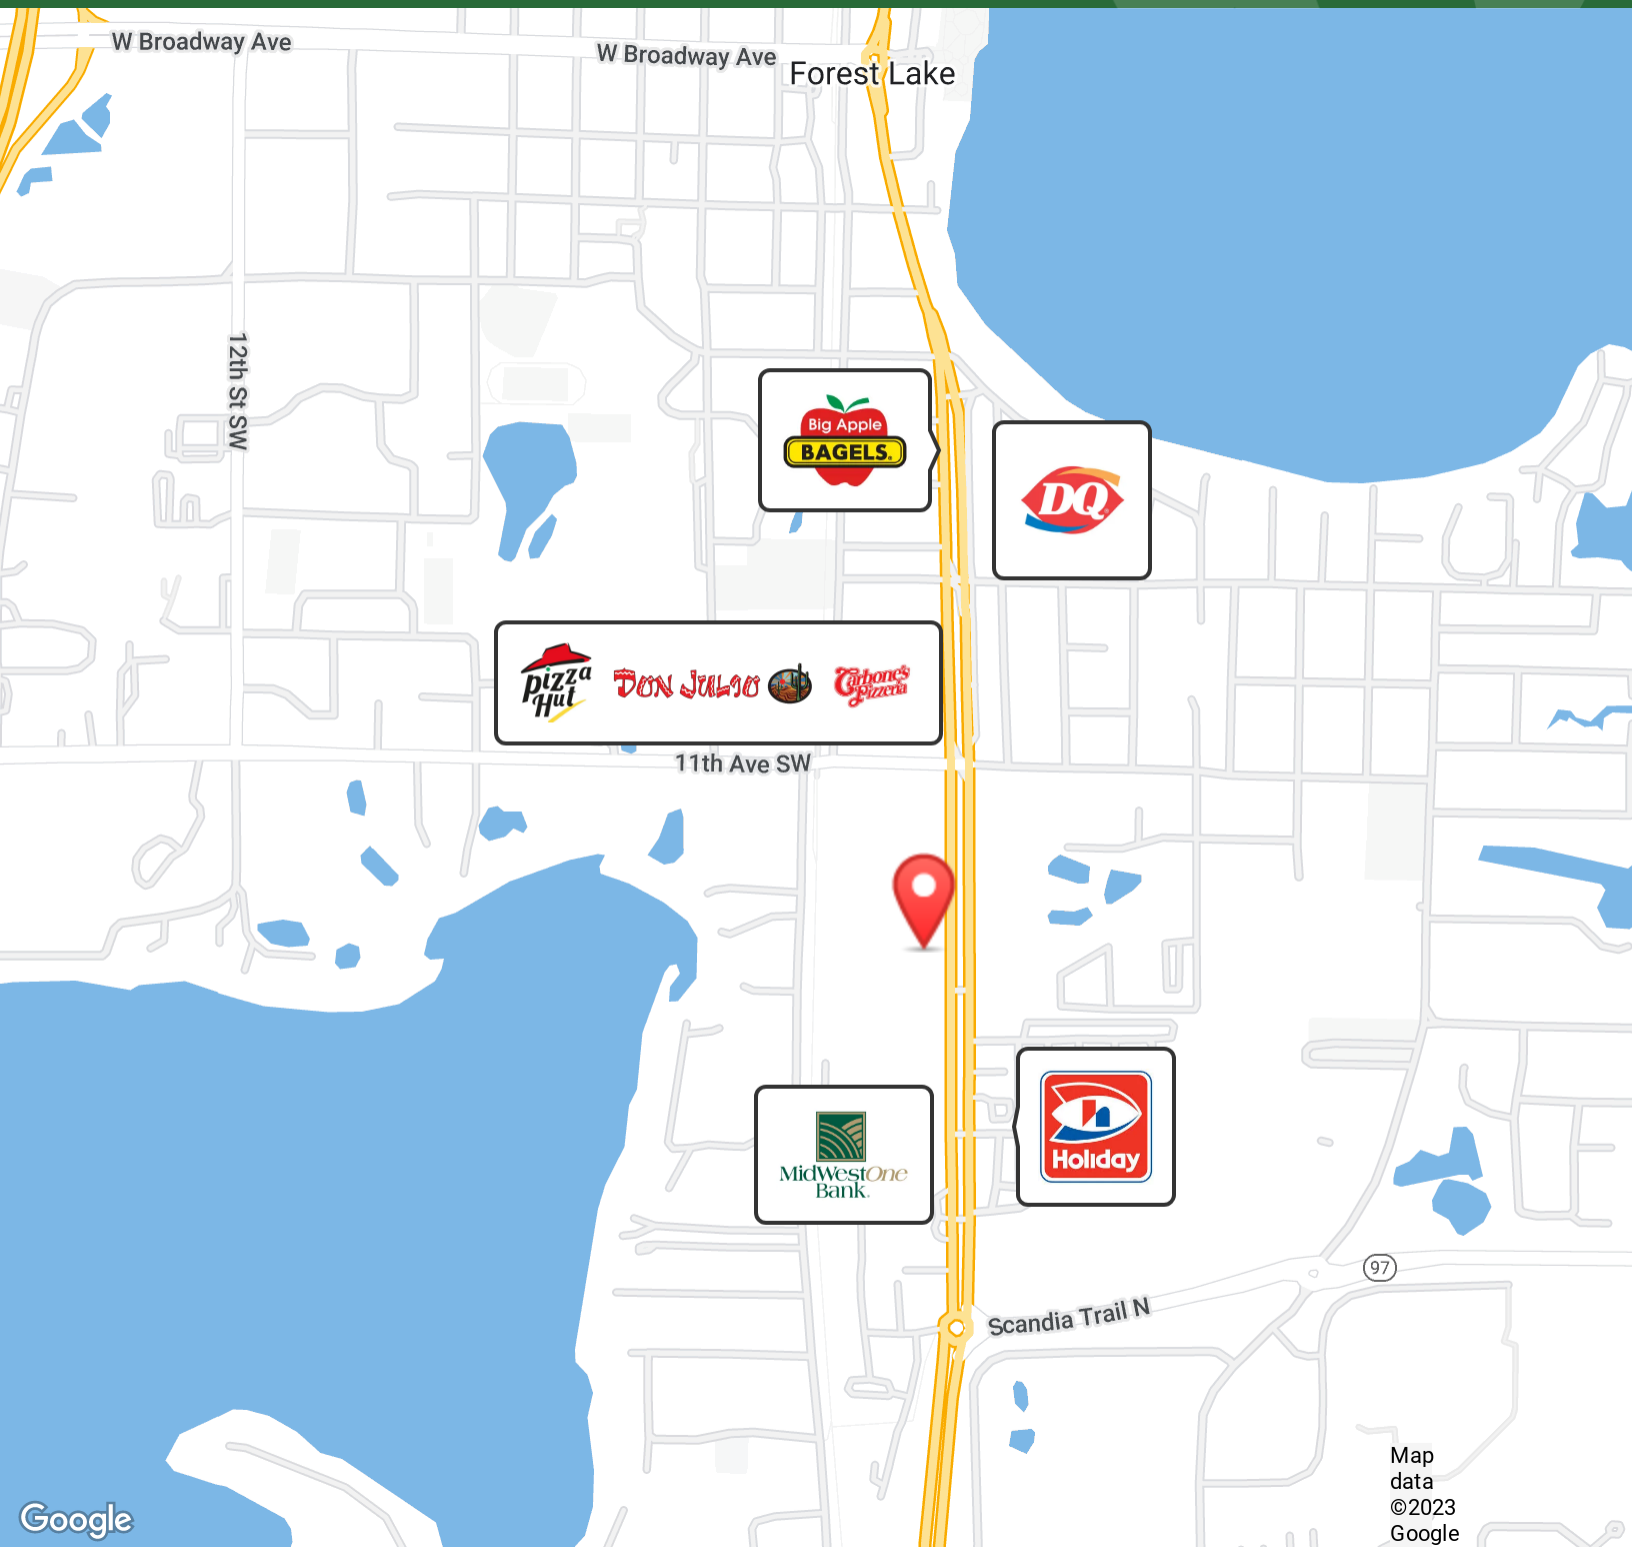 W Broadway Ave
W Broadway Ave
Forest Lake
12th St SW
Big Apple
BAGELS
DQ
Pizza
Hut
DON JULIO
Carbone's
Pizzeria
11th Ave SW
MidWestOne
Bank
Holiday
97
Scandia Trail N
Map
data
©2023
Google
Google